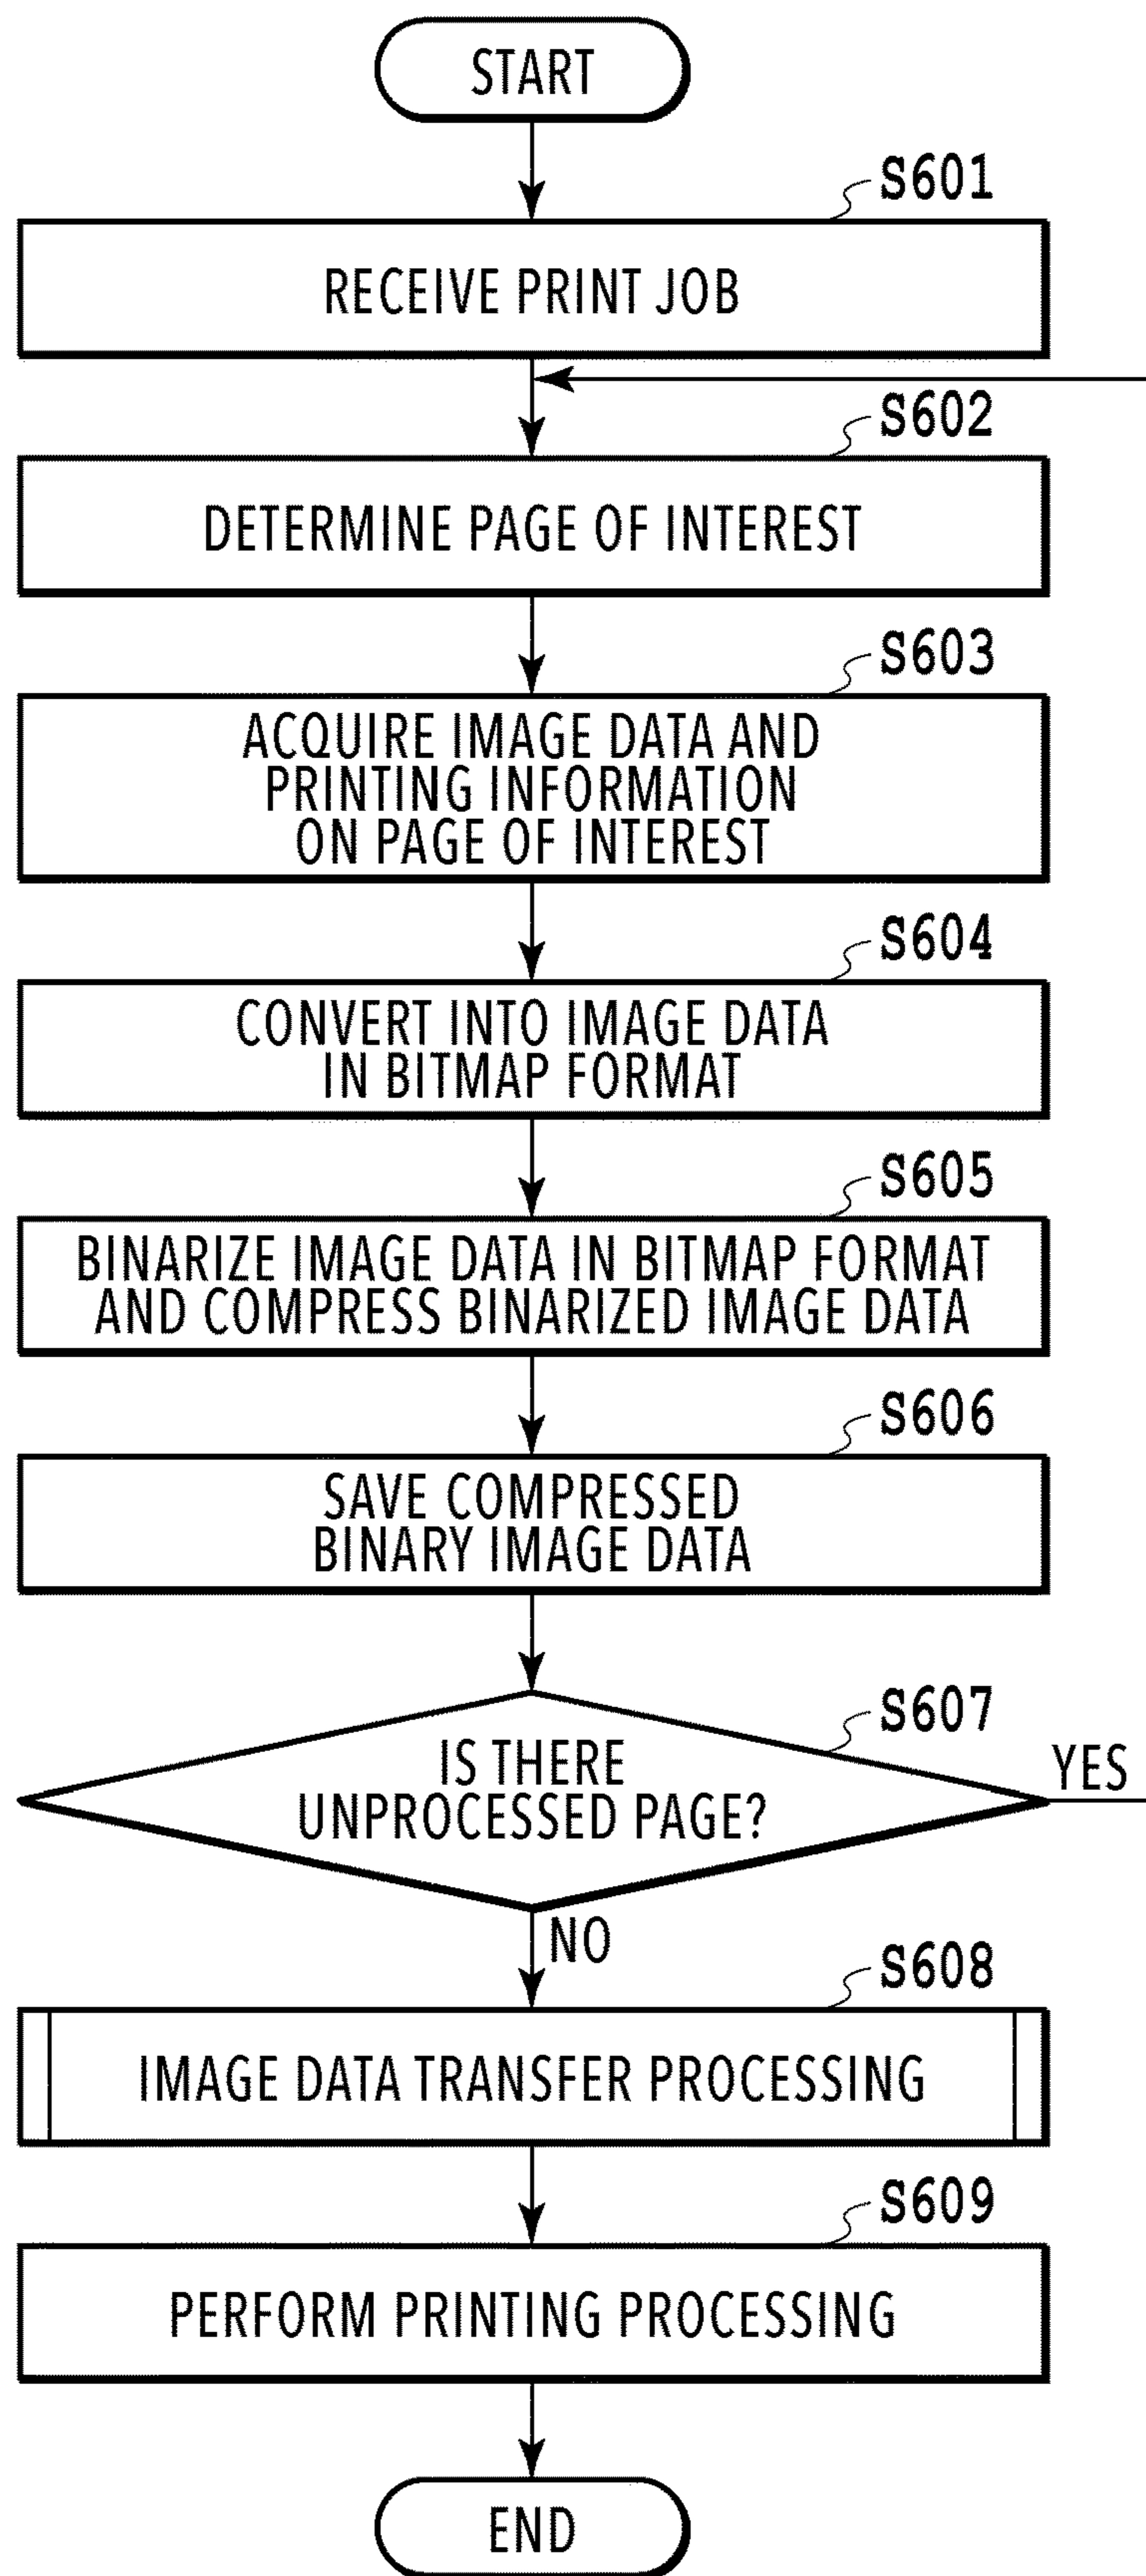 START
S601
RECEIVE PRINT JOB
S602
DETERMINE PAGE OF INTEREST
S603
ACQUIRE IMAGE DATA AND
PRINTING INFORMATION
ON PAGE OF INTEREST
S604
CONVERT INTO IMAGE DATA
IN BITMAP FORMAT
S605
BINARIZE IMAGE DATA IN BITMAP FORMAT
AND COMPRESS BINARIZED IMAGE DATA
S606
SAVE COMPRESSED
BINARY IMAGE DATA
S607
IS THERE
UNPROCESSED PAGE?
YES
NO
S608
IMAGE DATA TRANSFER PROCESSING
S609
PERFORM PRINTING PROCESSING
END